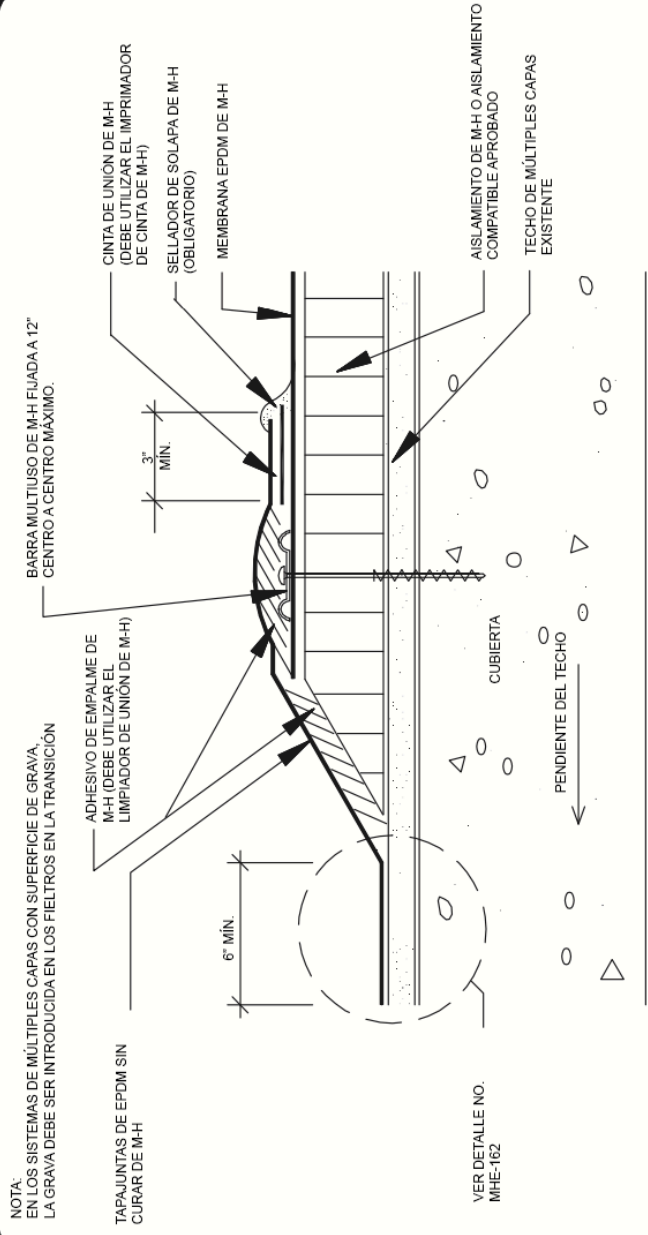 NOTA:
EN LOS SISTEMAS DE MÚLTIPLES CAPAS CON SUPERFICIE DE GRAVA,
LA GRAVA DEBE SER INTRODUCIDA EN LOS FIELTROS EN LA TRANSICIÓN
BARRA MULTIUSO DE M-H FIJADA A 12"
CENTRO A CENTRO MÁXIMO.
CINTA DE UNIÓN DE M-H
(DEBE UTILIZAR EL IMPRIMADOR
DE CINTA DE M-H)
SELLADOR DE SOLAPA DE M-H
(OBLIGATORIO)
MEMBRANA EPDM DE M-H
ADHESIVO DE EMPALME DE
M-H (DEBE UTILIZAR EL
LIMPIADOR DE UNIÓN DE M-H)
TAPAJUNTAS DE EPDM SIN
CURAR DE M-H
3"
MÍN.
6" MÍN.
AISLAMIENTO DE M-H O AISLAMIENTO
COMPATIBLE APROBADO
TECHO DE MÚLTIPLES CAPAS
EXISTENTE
CUBIERTA
PENDIENTE DEL TECHO
VER DETALLE NO.
MHE-162